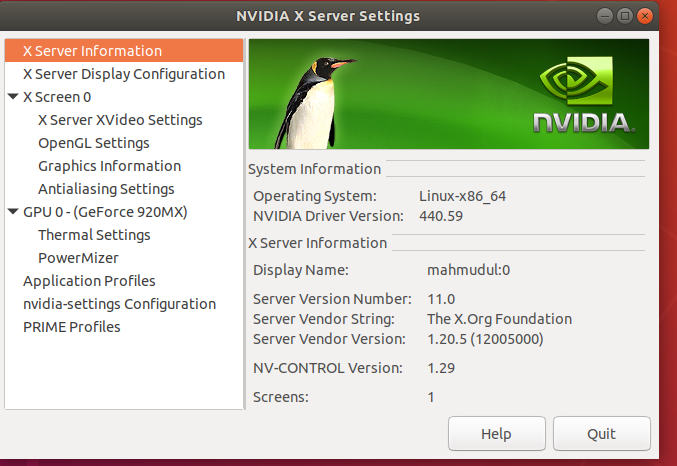 NVIDIA X Server Settings
X Server Information
X Server Display Configuration
X Screen 0
X Server XVideo Settings
OpenGL Settings
Graphics Information
Antialiasing Settings
GPU 0 - (GeForce 920MX)
Thermal Settings
PowerMizer
Application Profiles
nvidia-settings Configuration
PRIME Profiles
NVIDIA.
System Information
Operating System: Linux-x86_64
NVIDIA Driver Version: 440.59
X Server Information
Display Name: mahmudul:0
Server Version Number: 11.0
Server Vendor String: The X.Org Foundation
Server Vendor Version: 1.20.5 (12005000)
NV-CONTROL Version: 1.29
Screens: 1
Help Quit